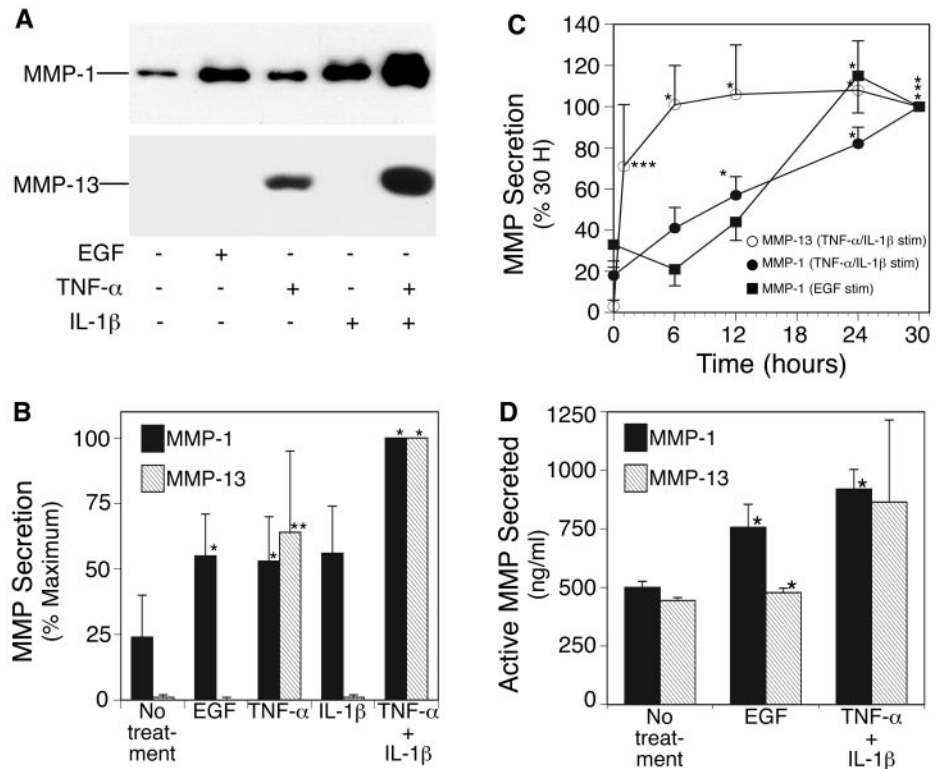 A
MMP-1
MMP-13
EGF - + - - -
TNF-α - - + - +
IL-1β - - - + +
B
MMP Secretion
(% Maximum)
100
75
50
25
0
MMP-1
MMP-13
* ** * * *
No treat-ment
EGF
TNF-α
IL-1β
TNF-α + IL-1β
C
MMP Secretion
(% 30 H)
140
120
100
80
60
40
20
0
*** * * * * * * ***
MMP-13 (TNF-α/IL-1β stim)
MMP-1 (TNF-α/IL-1β stim)
MMP-1 (EGF stim)
0 6 12 18 24 30
Time (hours)
D
Active MMP Secreted
(ng/ml)
1250
1000
750
500
250
0
MMP-1
MMP-13
* * *
No treat-ment
EGF
TNF-α + IL-1β